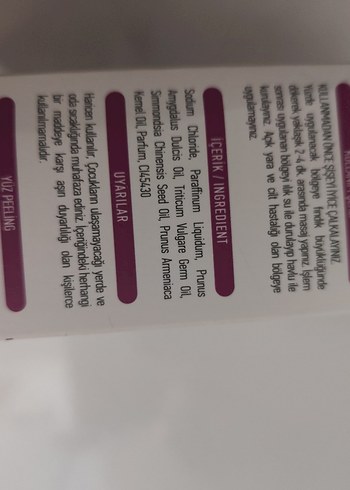 KULLANMADAN ÖNCE ŞİŞEYİ İYİCE ÇALKALAYINIZ.
Yüzde uygulanacak bölgeye fındık büyüklüğünde
dökerek yaklaşık 2-4 dk arasında masaj yapınız. İşlem
sonrası uygulanan bölgeyi ılık su ile durulayıp havlu ile
kurulayınız. Açık yara ve cilt hastalığı olan bölgeye
uygulamayınız.
İÇERİK / INGREDIENT
Sodium Chloride, Paraffinum Liquidum, Prunus
Amygdalus Dulcis Oil, Triticum Vulgare Germ Oil,
Simmondsia Chinensis Seed Oil, Prunus Armeniaca
Kernel Oil, Parfum, CI45430
UYARILAR
Haricen kullanılır. Çocukların ulaşamayacağı yerde ve
oda sıcaklığında muhafaza ediniz. İçeriğindeki herhangi
bir maddeye karşı aşırı duyarlılığı olan kişilerce
kullanılmamalıdır.
YÜZ PEELING